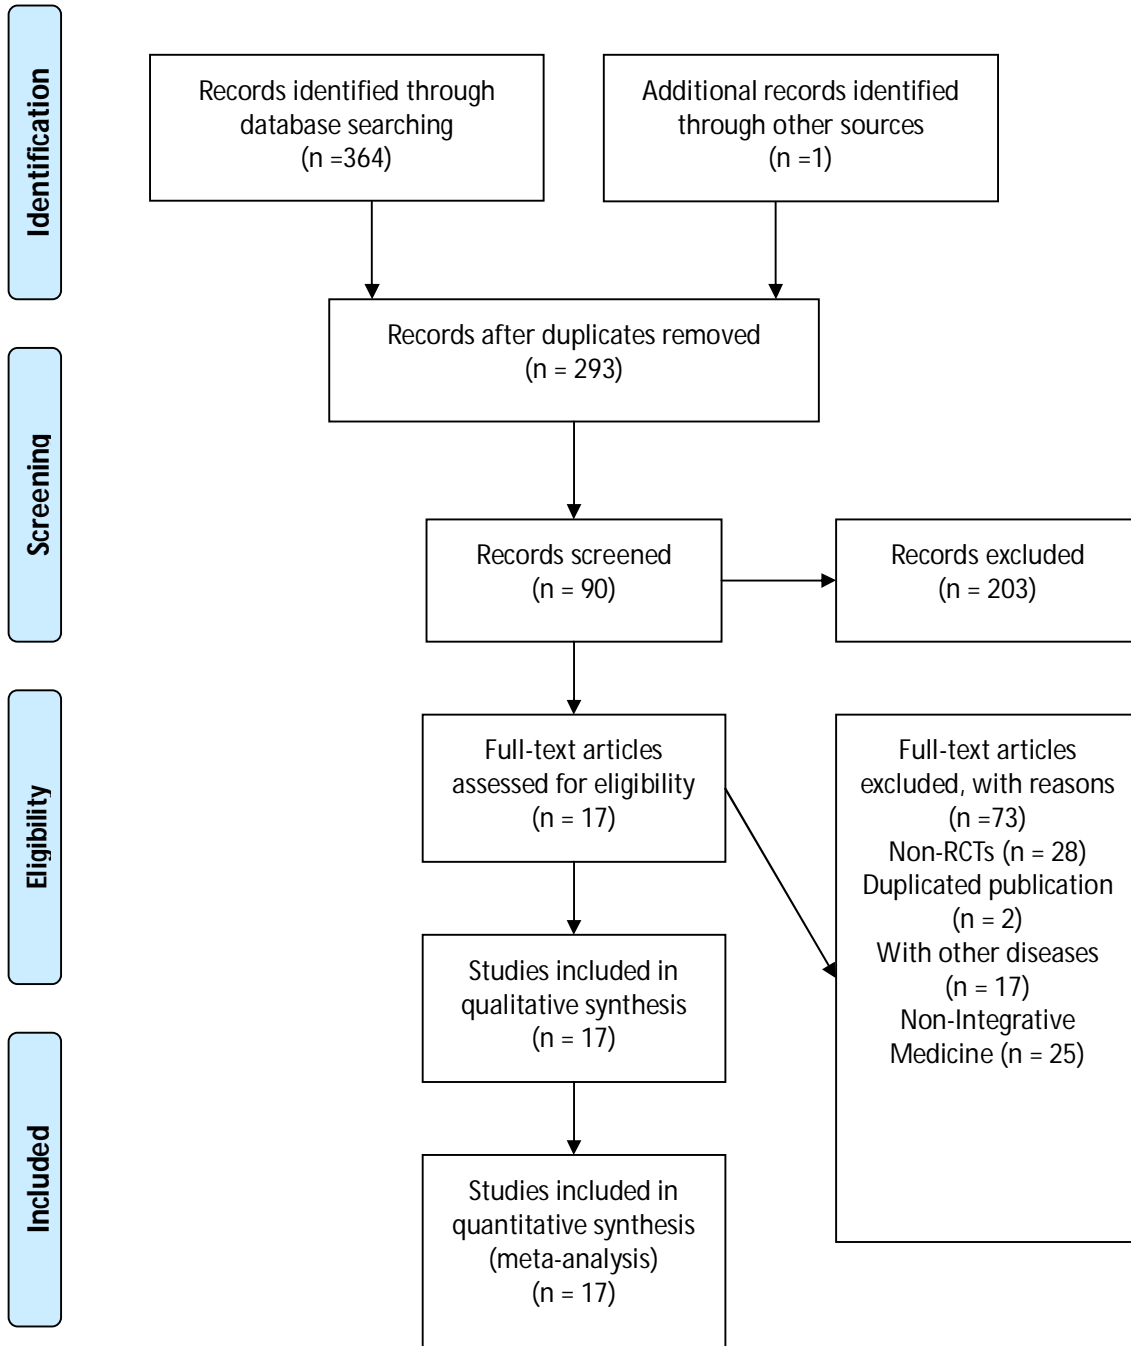 Identification
Records identified through
database searching
(n =364)
Additional records identified
through other sources
(n =1)
Records after duplicates removed
(n = 293)
Screening
Records screened
(n = 90)
Records excluded
(n = 203)
Eligibility
Full-text articles
assessed for eligibility
(n = 17)
Full-text articles
excluded, with reasons
(n =73)
Non-RCTs (n = 28)
Duplicated publication
(n = 2)
With other diseases
(n = 17)
Non-Integrative
Medicine (n = 25)
Studies included in
qualitative synthesis
(n = 17)
Included
Studies included in
quantitative synthesis
(meta-analysis)
(n = 17)